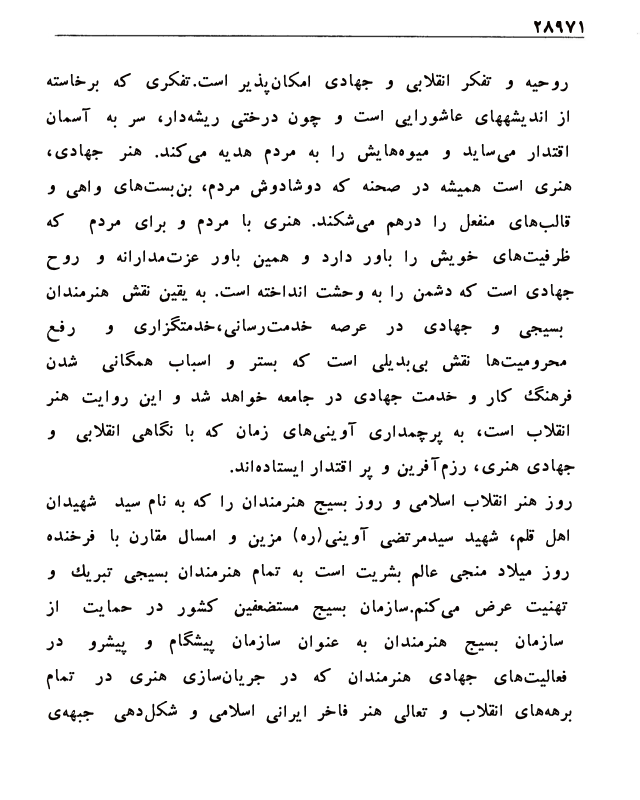 ۲۸۹۷۱
روحیه و تفکر انقلابی و جهادی امکان‌پذیر است.تفکری که برخاسته
از اندیشههای عاشورایی است و چون درختی ریشه‌دار، سر به آسمان
اقتدار می‌ساید و میوه‌هایش را به مردم هدیه می‌کند. هنر جهادی،
هنری است همیشه در صحنه که دوشادوش مردم، بن‌بست‌های واهی و
قالب‌های منفعل را درهم می‌شکند. هنری با مردم و برای مردم که
ظرفیت‌های خویش را باور دارد و همین باور عزت‌مدارانه و روح
جهادی است که دشمن را به وحشت انداخته است. به یقین نقش هنرمندان
بسیجی و جهادی در عرصه خدمت‌رسانی،خدمتگزاری و رفع
محرومیت‌ها نقش بی‌بدیلی است که بستر و اسباب همگانی شدن
فرهنگ کار و خدمت جهادی در جامعه خواهد شد و این روایت هنر
انقلاب است، به پرچمداری آوینی‌های زمان که با نگاهی انقلابی و
جهادی هنری، رزم‌آفرین و پر اقتدار ایستاده‌اند.
روز هنر انقلاب اسلامی و روز بسیج هنرمندان را که به نام سید شهیدان
اهل قلم، شهید سیدمرتضی آوینی(ره) مزین و امسال مقارن با فرخنده
روز میلاد منجی عالم بشریت است به تمام هنرمندان بسیجی تبریك و
تهنیت عرض می‌کنم.سازمان بسیج مستضعفین کشور در حمایت از
سازمان بسیج هنرمندان به عنوان سازمان پیشگام و پیشرو در
فعالیت‌های جهادی هنرمندان که در جریان‌سازی هنری در تمام
برهه‌های انقلاب و تعالی هنر فاخر ایرانی اسلامی و شکل‌دهی جبهه‌ی